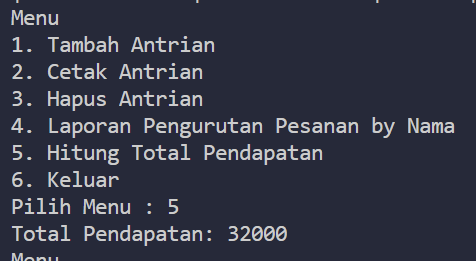 Menu
1. Tambah Antrian
2. Cetak Antrian
3. Hapus Antrian
4. Laporan Pengurutan Pesanan by Nama
5. Hitung Total Pendapatan
6. Keluar
Pilih Menu : 5
Total Pendapatan: 32000
Menu